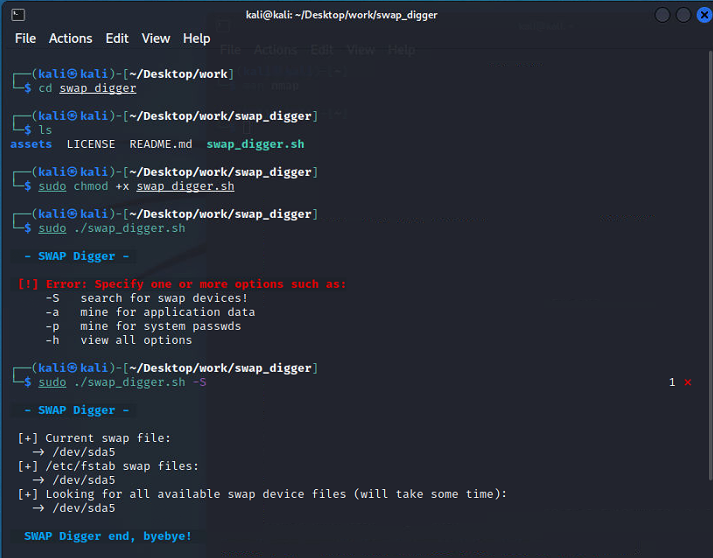 kali@kali: ~/Desktop/work/swap_digger
File Actions Edit View Help
┌──(kali㉿kali)-[~/Desktop/work]
└─$ cd swap_digger
┌──(kali㉿kali)-[~/Desktop/work/swap_digger]
└─$ ls
assets LICENSE README.md swap_digger.sh
┌──(kali㉿kali)-[~/Desktop/work/swap_digger]
└─$ sudo chmod +x swap_digger.sh
┌──(kali㉿kali)-[~/Desktop/work/swap_digger]
└─$ sudo ./swap_digger.sh
- SWAP Digger -
[!] Error: Specify one or more options such as:
-S search for swap devices!
-a mine for application data
-p mine for system passwds
-h view all options
┌──(kali㉿kali)-[~/Desktop/work/swap_digger]
└─$ sudo ./swap_digger.sh -S 1 ⨯
- SWAP Digger -
[+] Current swap file:
→ /dev/sda5
[+] /etc/fstab swap files:
→ /dev/sda5
[+] Looking for all available swap device files (will take some time):
→ /dev/sda5
SWAP Digger end, byebye!